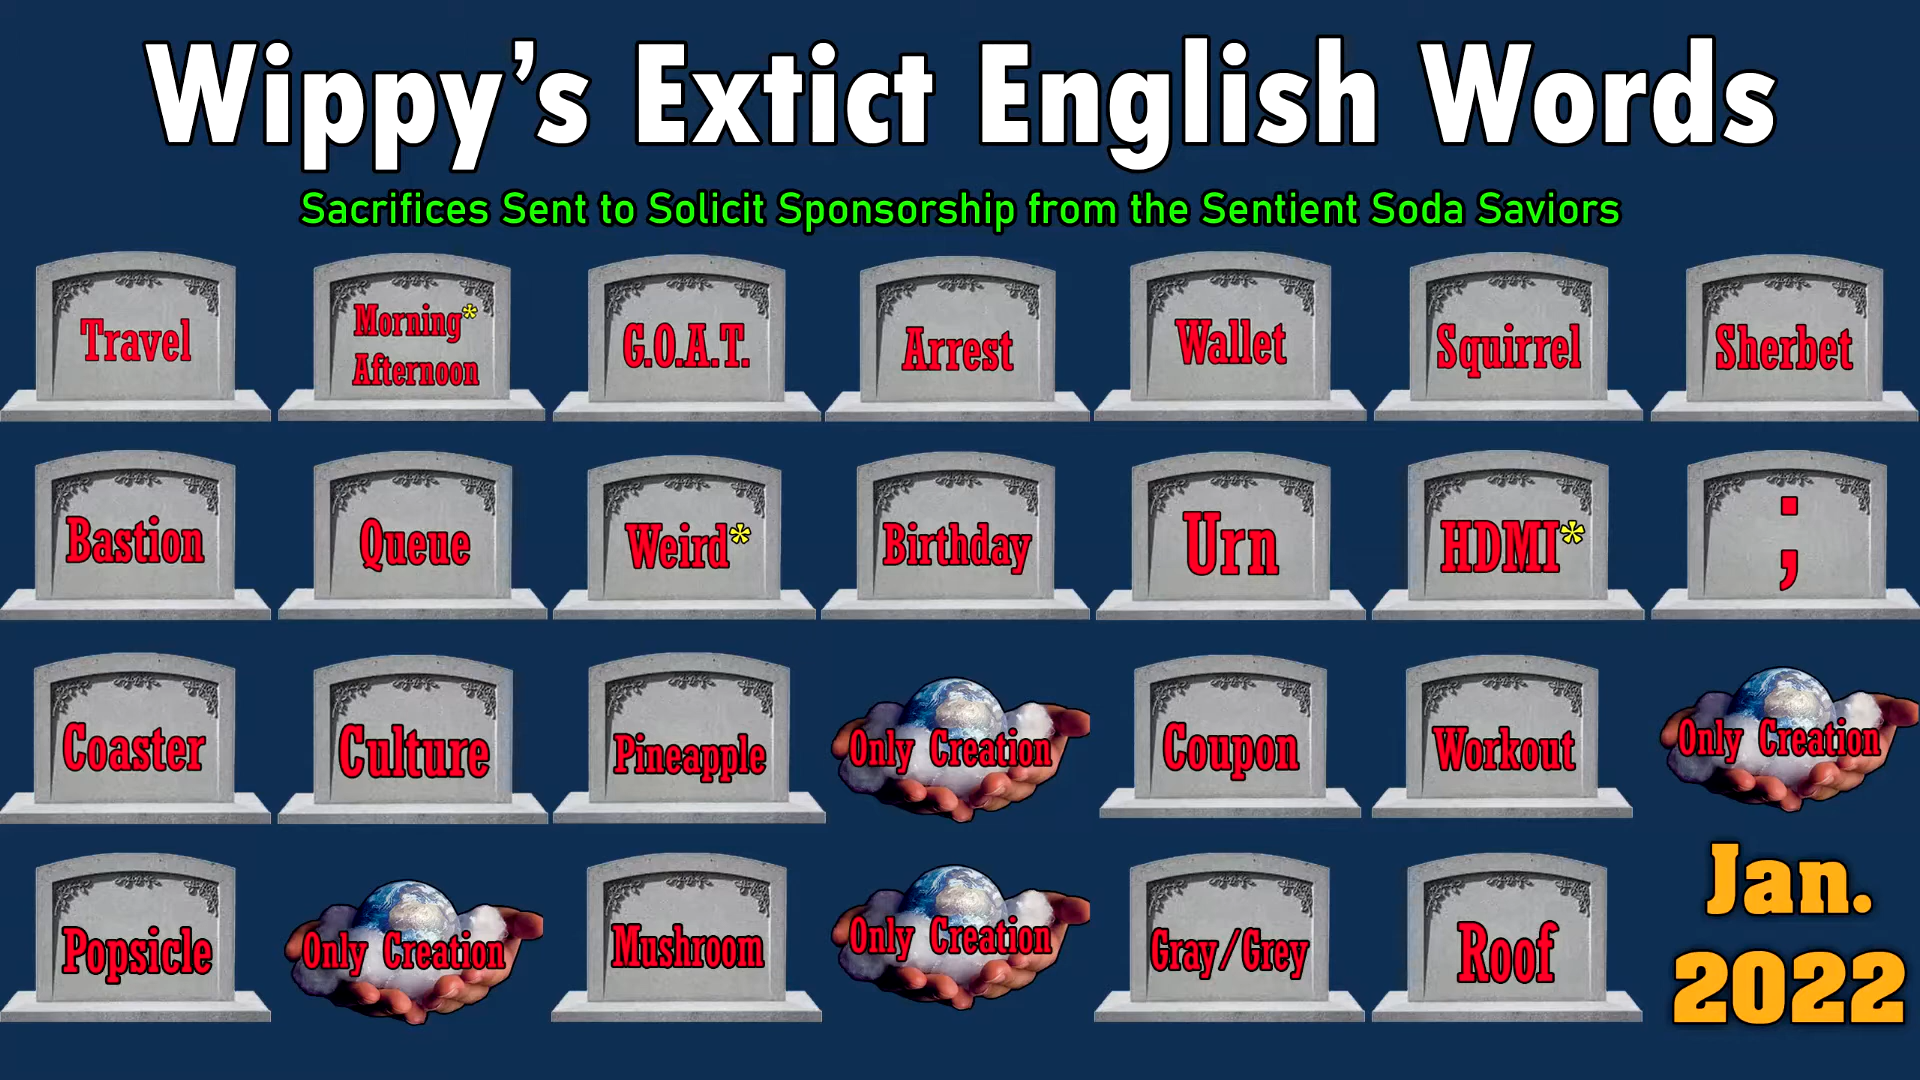 Wippy's Extict English Words
Sacrifices Sent to Solicit Sponsorship from the Sentient Soda Saviors
Travel
Morning*
Afternoon
G.O.A.T.
Arrest
Wallet
Squirrel
Sherbet
Bastion
Queue
Weird*
Birthday
Urn
HDMI*
;
Coaster
Culture
Pineapple
Only Creation
Coupon
Workout
Only Creation
Popsicle
Only Creation
Mushroom
Only Creation
Gray/Grey
Roof
Jan.
2022